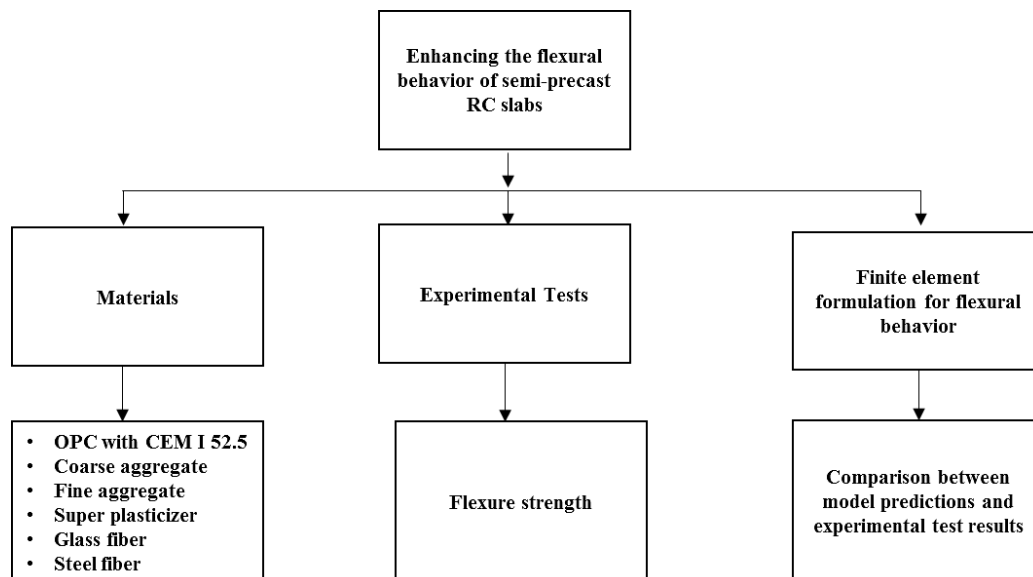 Enhancing the flexural
behavior of semi-precast
RC slabs
Materials
Experimental Tests
Finite element
formulation for flexural
behavior
• OPC with CEM I 52.5
• Coarse aggregate
• Fine aggregate
• Super plasticizer
• Glass fiber
• Steel fiber
Flexure strength
Comparison between
model predictions and
experimental test results